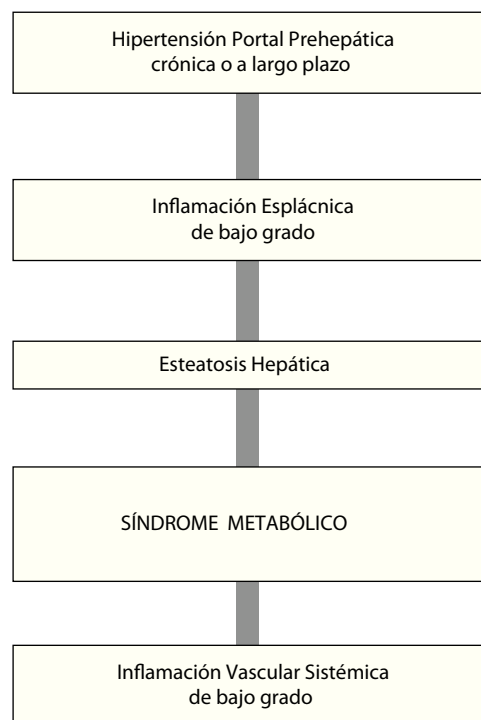 Hipertensión Portal Prehepática
crónica o a largo plazo
Inflamación Esplácnica
de bajo grado
Esteatosis Hepática
SÍNDROME METABÓLICO
Inflamación Vascular Sistémica
de bajo grado